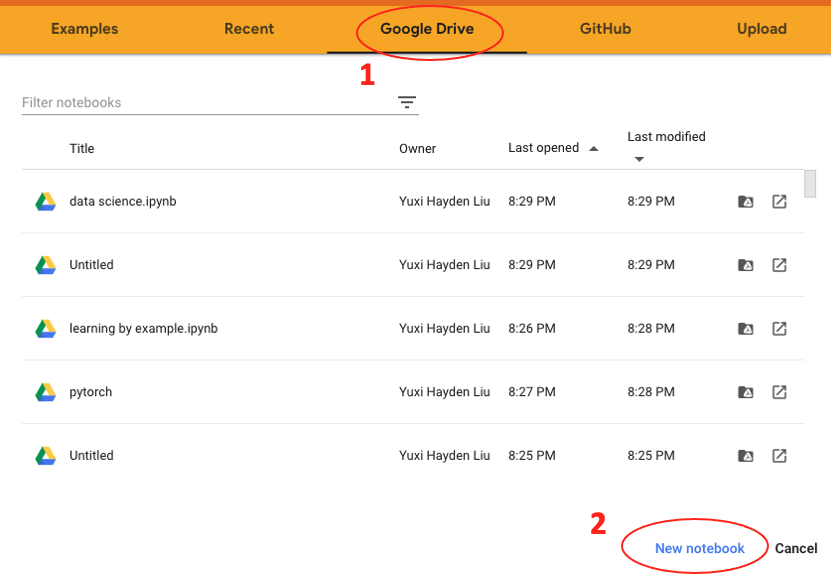 Examples Recent Google Drive GitHub Upload
1
Filter notebooks
Title Owner Last opened Last modified
data science.ipynb Yuxi Hayden Liu 8:29 PM 8:29 PM
Untitled Yuxi Hayden Liu 8:29 PM 8:29 PM
learning by example.ipynb Yuxi Hayden Liu 8:26 PM 8:28 PM
pytorch Yuxi Hayden Liu 8:27 PM 8:28 PM
Untitled Yuxi Hayden Liu 8:25 PM 8:25 PM
2
New notebook Cancel